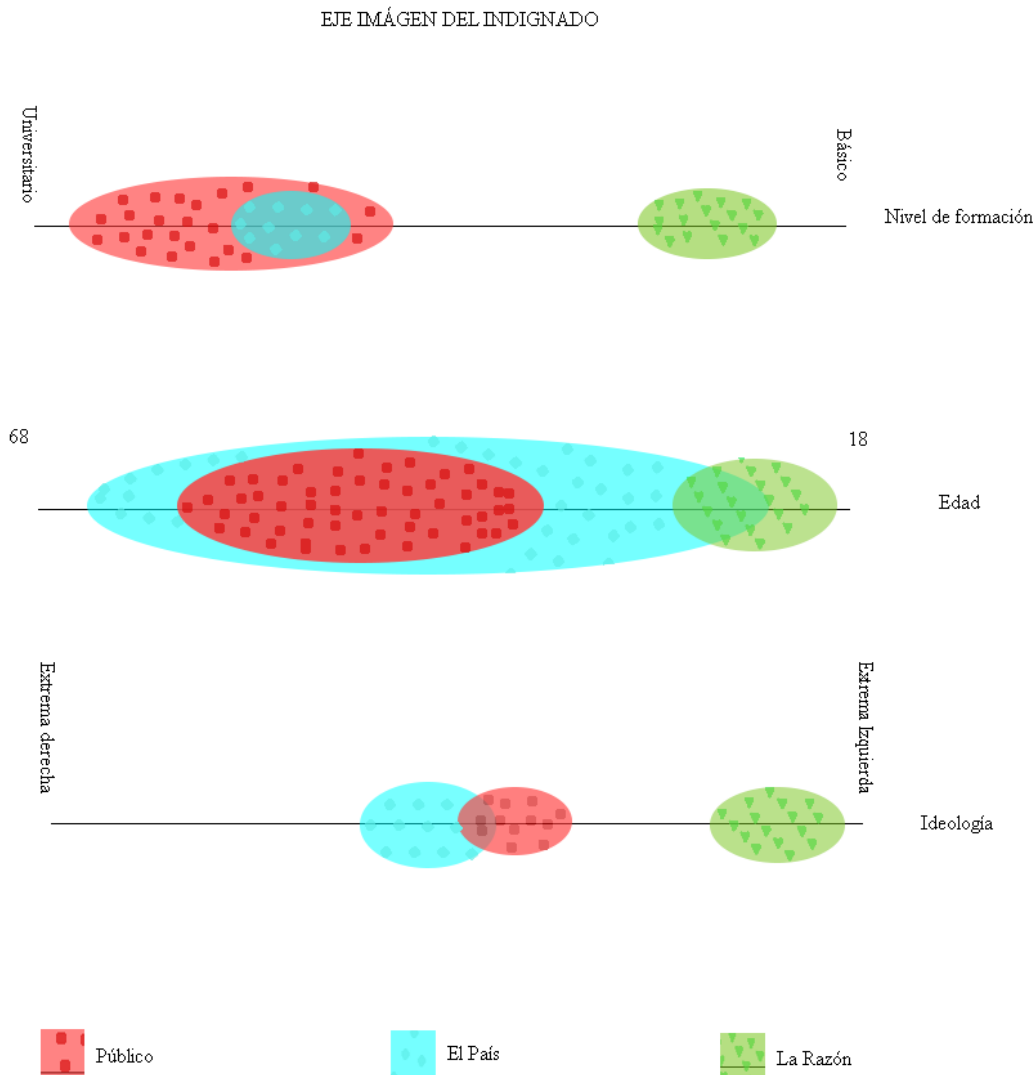 EJE IMÁGEN DEL INDIGNADO
Universitario
Básico
Nivel de formación
68
18
Edad
Extrema derecha
Extrema Izquierda
Ideología
Público
El País
La Razón